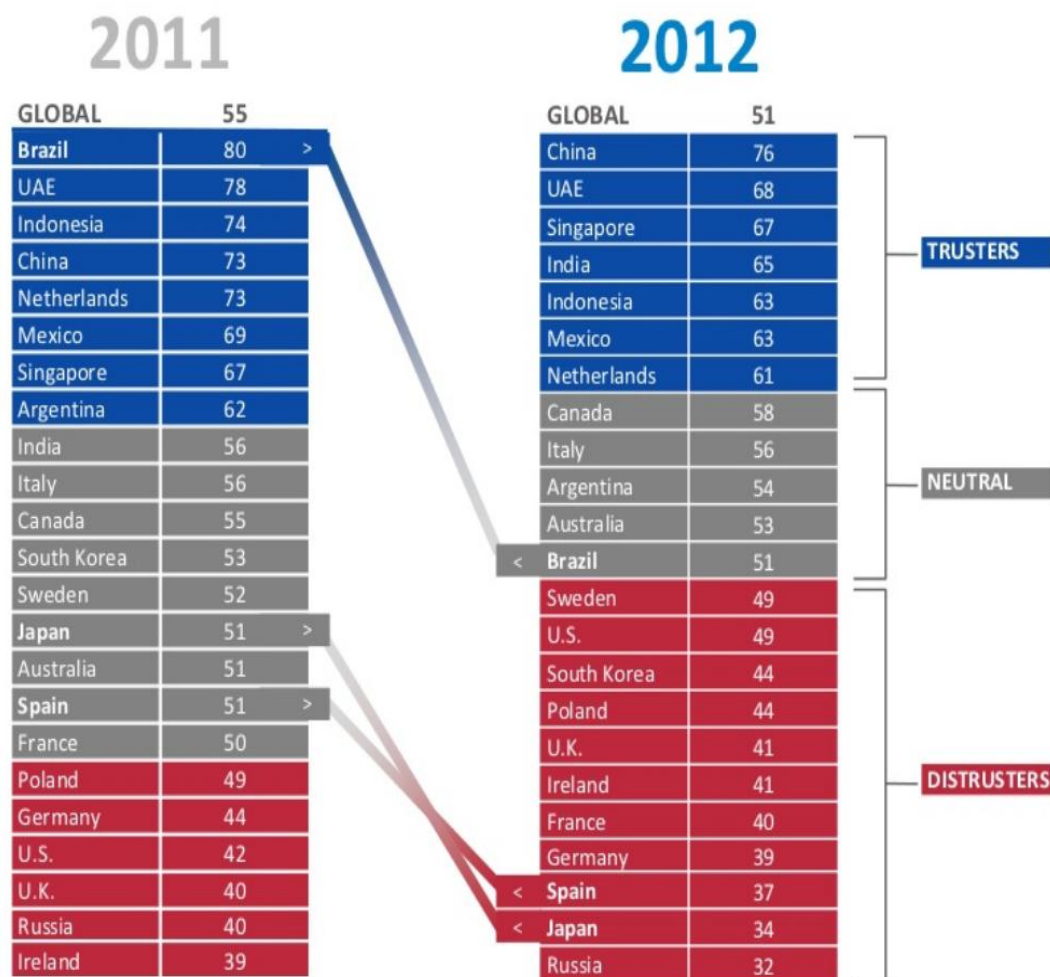 2011
GLOBAL 55
Brazil 80 >
UAE 78
Indonesia 74
China 73
Netherlands 73
Mexico 69
Singapore 67
Argentina 62
India 56
Italy 56
Canada 55
South Korea 53
Sweden 52
Japan 51 >
Australia 51
Spain 51 >
France 50
Poland 49
Germany 44
U.S. 42
U.K. 40
Russia 40
Ireland 39
2012
GLOBAL 51
China 76
UAE 68
Singapore 67
India 65
Indonesia 63
Mexico 63
Netherlands 61
Canada 58
Italy 56
Argentina 54
Australia 53
< Brazil 51
Sweden 49
U.S. 49
South Korea 44
Poland 44
U.K. 41
Ireland 41
France 40
Germany 39
< Spain 37
< Japan 34
Russia 32
TRUSTERS
NEUTRAL
DISTRUSTERS